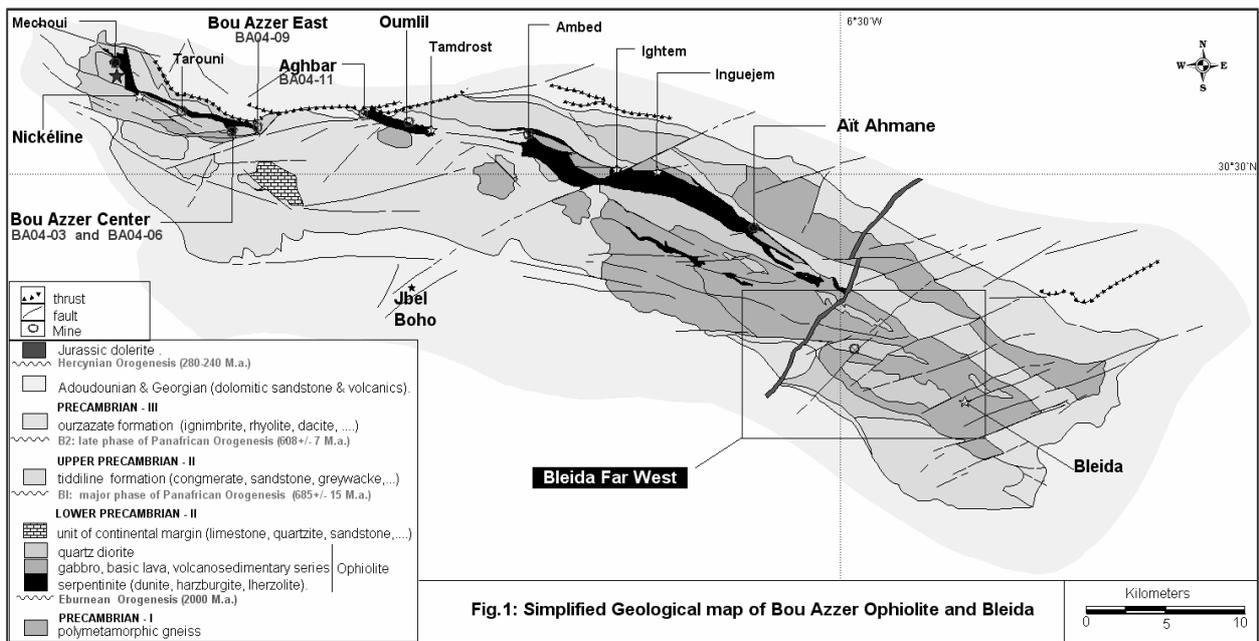 Mechoui
Bou Azzer East
BA04-09
Oumlil
Tarouni
Aghbar
BA04-11
Tamdrost
Ambed
Ightem
Inguejem
6°30'W
N
W E
S
Nickéline
Aït Ahmane
30°30'N
Bou Azzer Center
BA04-03 and BA04-06
Jbel
Boho
Bleida Far West
Bleida
thrust
fault
Mine
Jurassic dolerite .
Hercynian Orogenesis (280-240 M.a.)
Adoudounian & Georgian (dolomitic sandstone & volcanics).
PRECAMBRIAN - III
ourzazate formation (ignimbrite, rhyolite, dacite, ....)
B2: late phase of Panafrican Orogenesis (608+/- 7 M.a.)
UPPER PRECAMBRIAN - II
tiddiline formation (congmerate, sandstone, greywacke,...)
BI: major phase of Panafrican Orogenesis (685+/- 15 M.a.)
LOWER PRECAMBRIAN - II
unit of continental margin (limestone, quartzite, sandstone,....)
quartz diorite
gabbro, basic lava, volcanosedimentary series
Ophiolite
serpentinite (dunite, harzburgite, lherzolite).
Eburnean Orogenesis (2000 M.a.)
PRECAMBRIAN - I
polymetamorphic gneiss
Fig.1: Simplified Geological map of Bou Azzer Ophiolite and Bleida
Kilometers
0 5 10